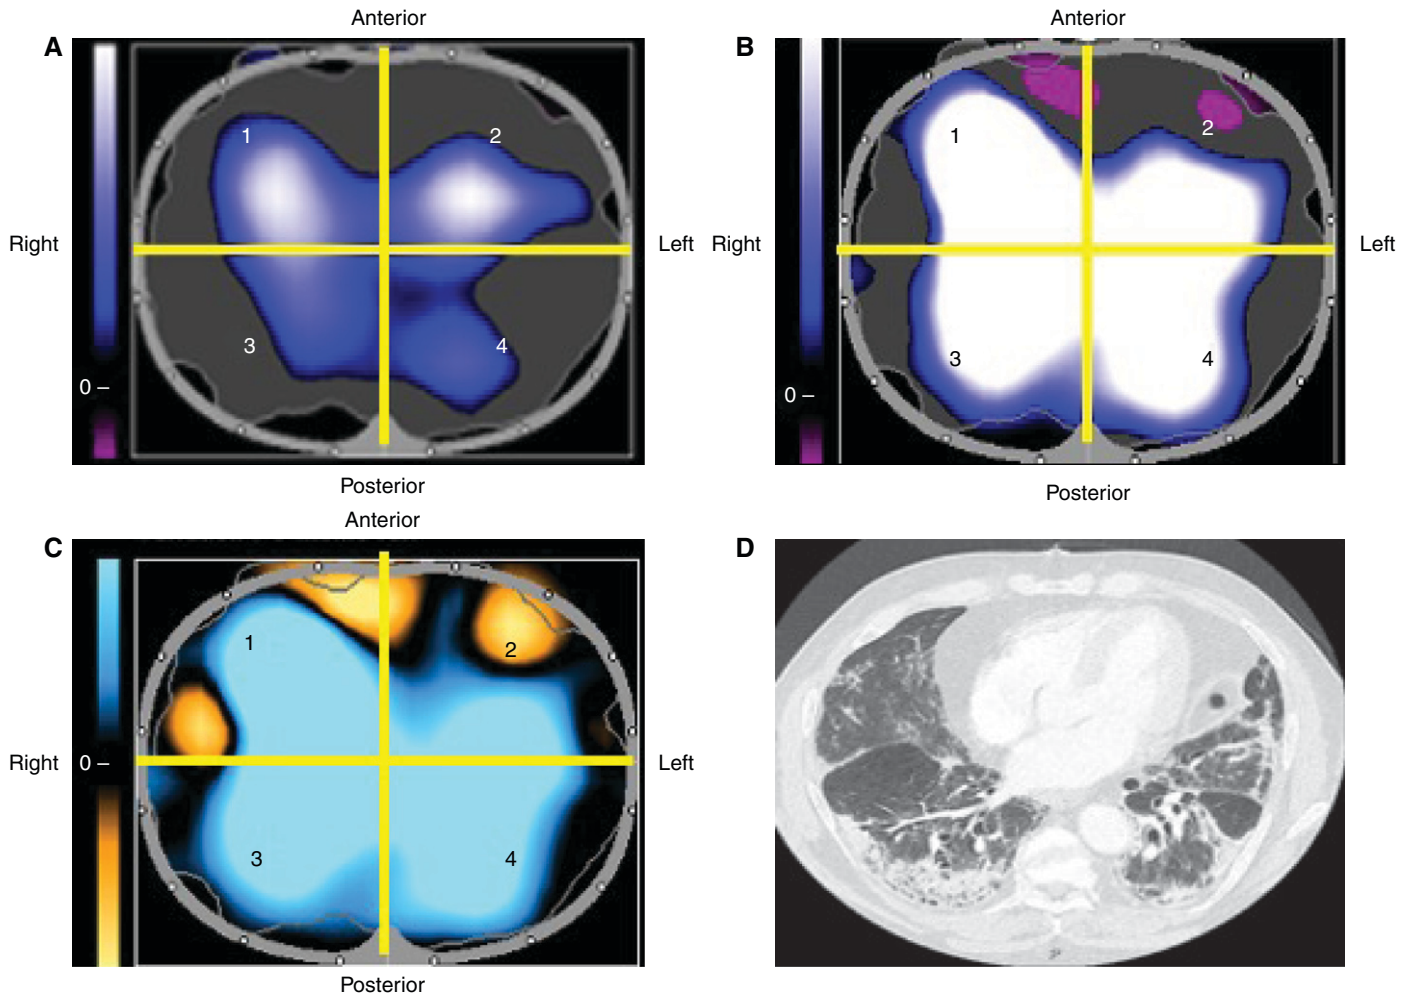 Anterior
A
1
2
Right
Left
3
4
0 –
Posterior
Anterior
B
1
2
Right
Left
3
4
0 –
Posterior
Anterior
C
1
2
Right
0 –
Left
3
4
Posterior
D